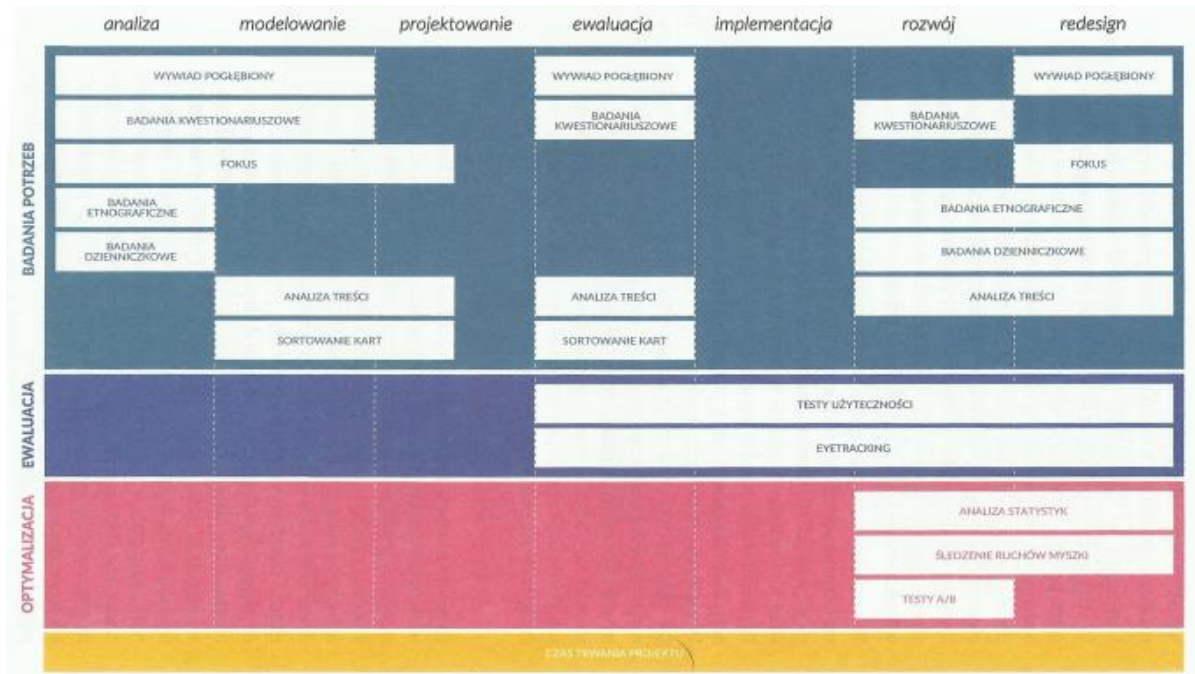 analiza modelowanie projektowanie ewaluacja implementacja rozwój redesign
BADANIA POTRZEB
WYWIAD POGŁĘBIONY WYWIAD POGŁĘBIONY WYWIAD POGŁĘBIONY
BADANIA KWESTIONARIUSZOWE
BADANIA
KWESTIONARIUSZOWE
BADANIA
KWESTIONARIUSZOWE
FOKUS FOKUS
BADANIA
ETNOGRAFICZNE
BADANIA ETNOGRAFICZNE
BADANIA
DZIENNICZKOWE
BADANIA DZIENNICZKOWE
ANALIZA TREŚCI ANALIZA TREŚCI ANALIZA TREŚCI
SORTOWANIE KART SORTOWANIE KART
EWALUACJA
TESTY UŻYTECZNOŚCI
EYETRACKING
OPTYMALIZACJA
ANALIZA STATYSTYK
ŚLEDZENIE RUCHÓW MYSZKI
TESTY A/B
CZAS TRWANIA PROJEKTU